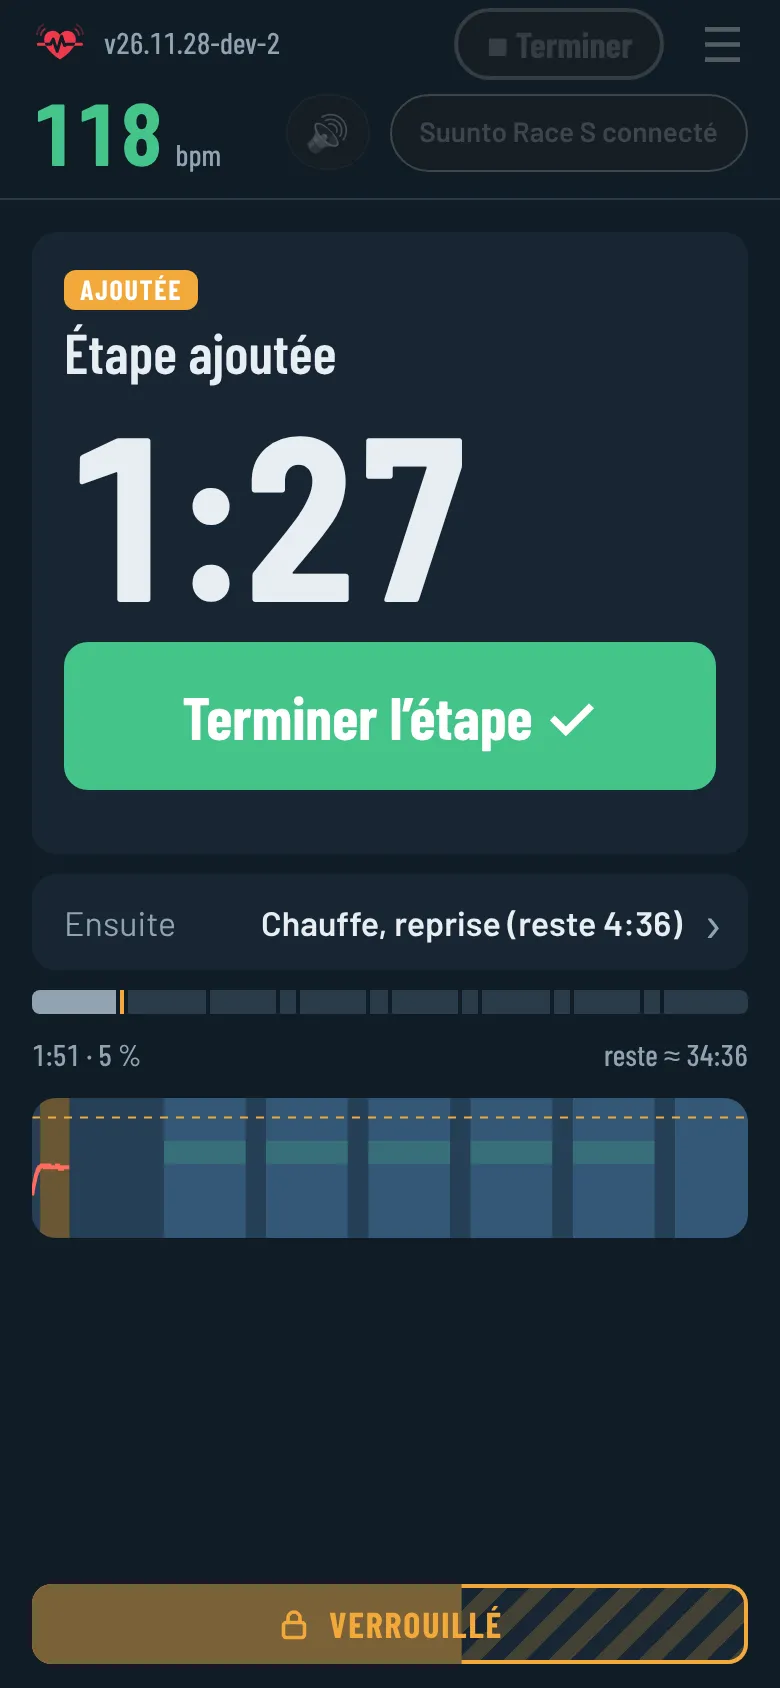 v26.11.28-dev-2
■ Terminer
118 bpm
Suunto Race S connecté
AJOUTÉE
Étape ajoutée
1:27
Terminer l’étape ✓
Ensuite Chauffe, reprise (reste 4:36) ›
1:51 · 5 % reste ≈ 34:36
VERROUILLÉ